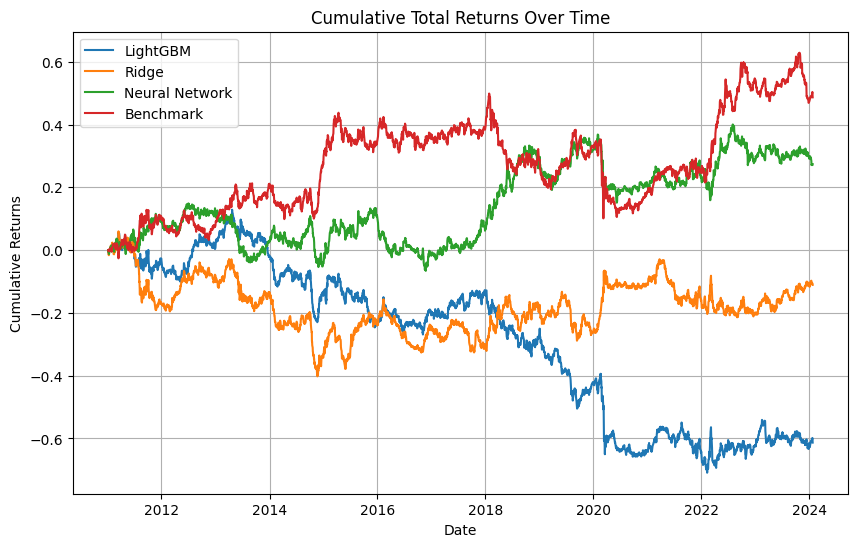 Cumulative Total Returns Over Time
LightGBM
Ridge
Neural Network
Benchmark
Cumulative Returns
0.6
0.4
0.2
0.0
−0.2
−0.4
−0.6
2012
2014
2016
2018
2020
2022
2024
Date